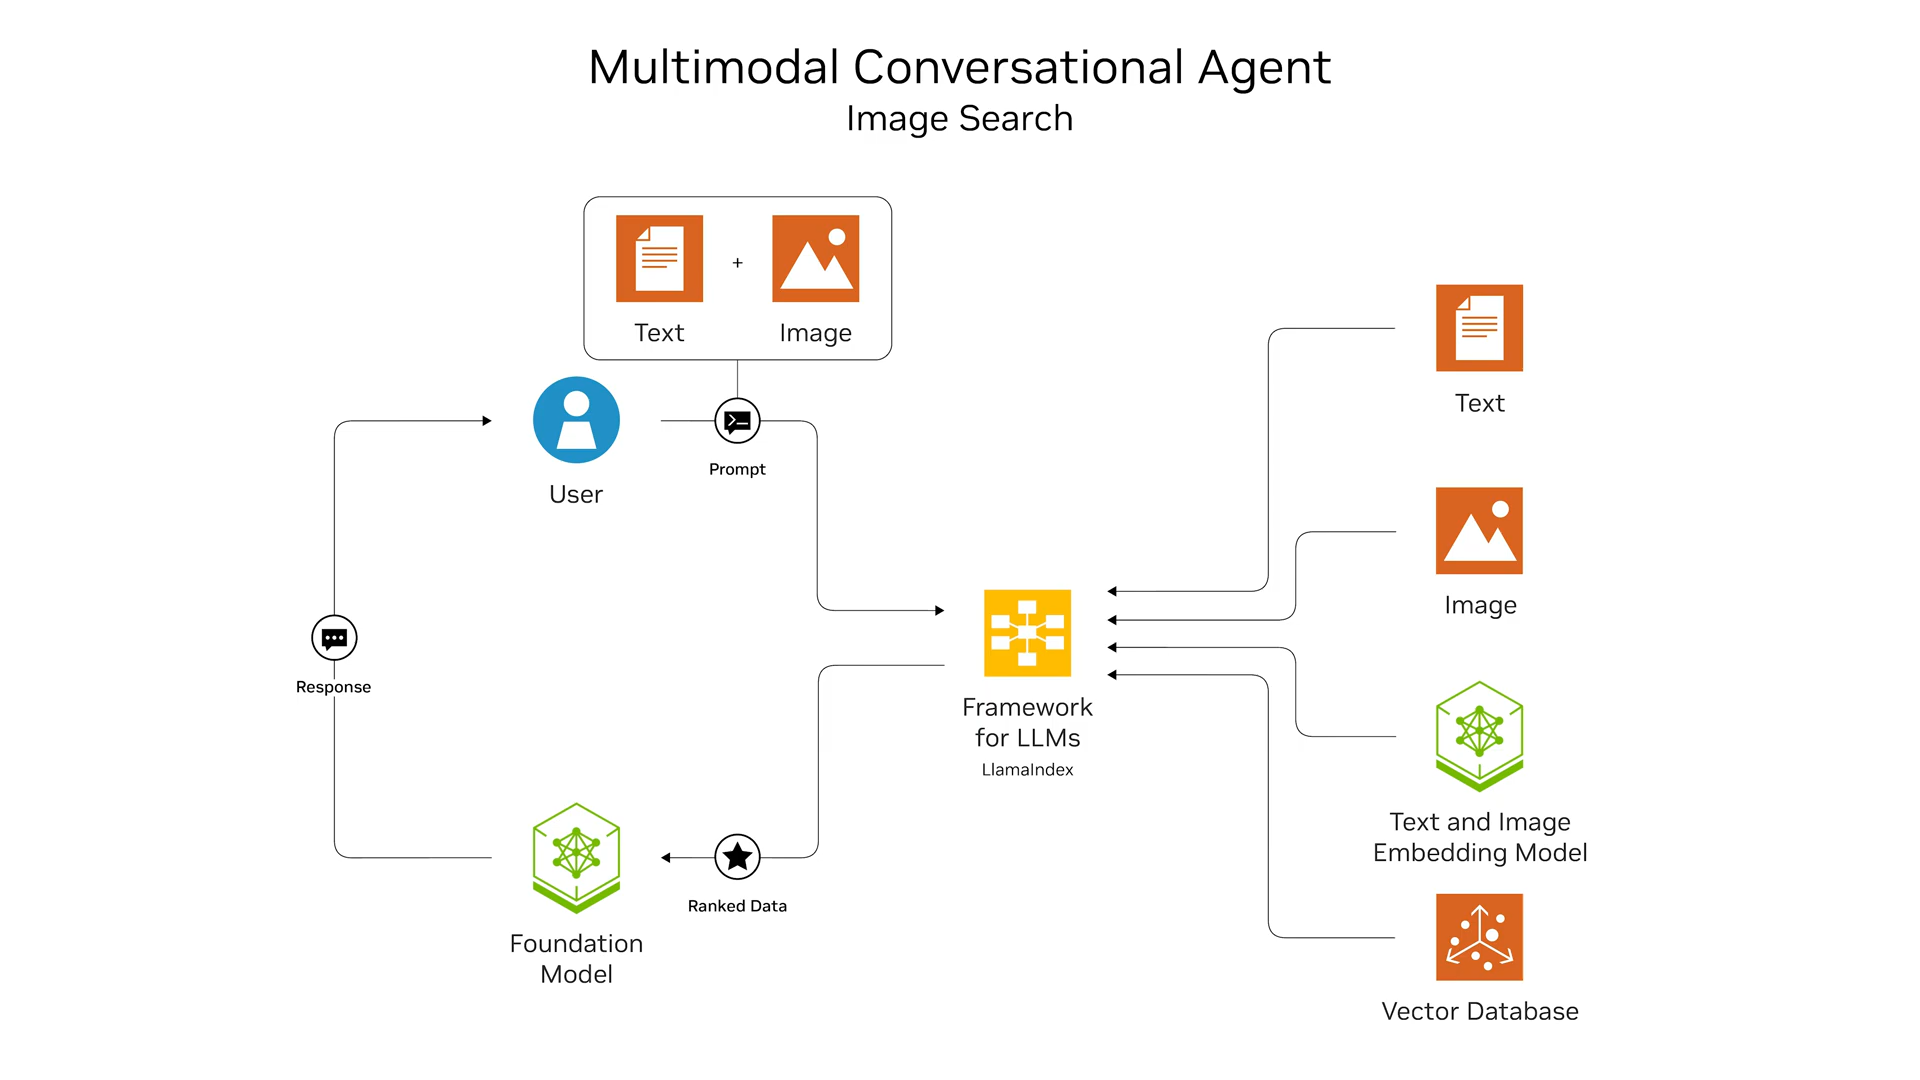 Multimodal Conversational Agent
Image Search
Text
+
Image
User
Prompt
Response
Foundation
Model
Ranked Data
Framework
for LLMs
LlamaIndex
Text
Image
Text and Image
Embedding Model
Vector Database